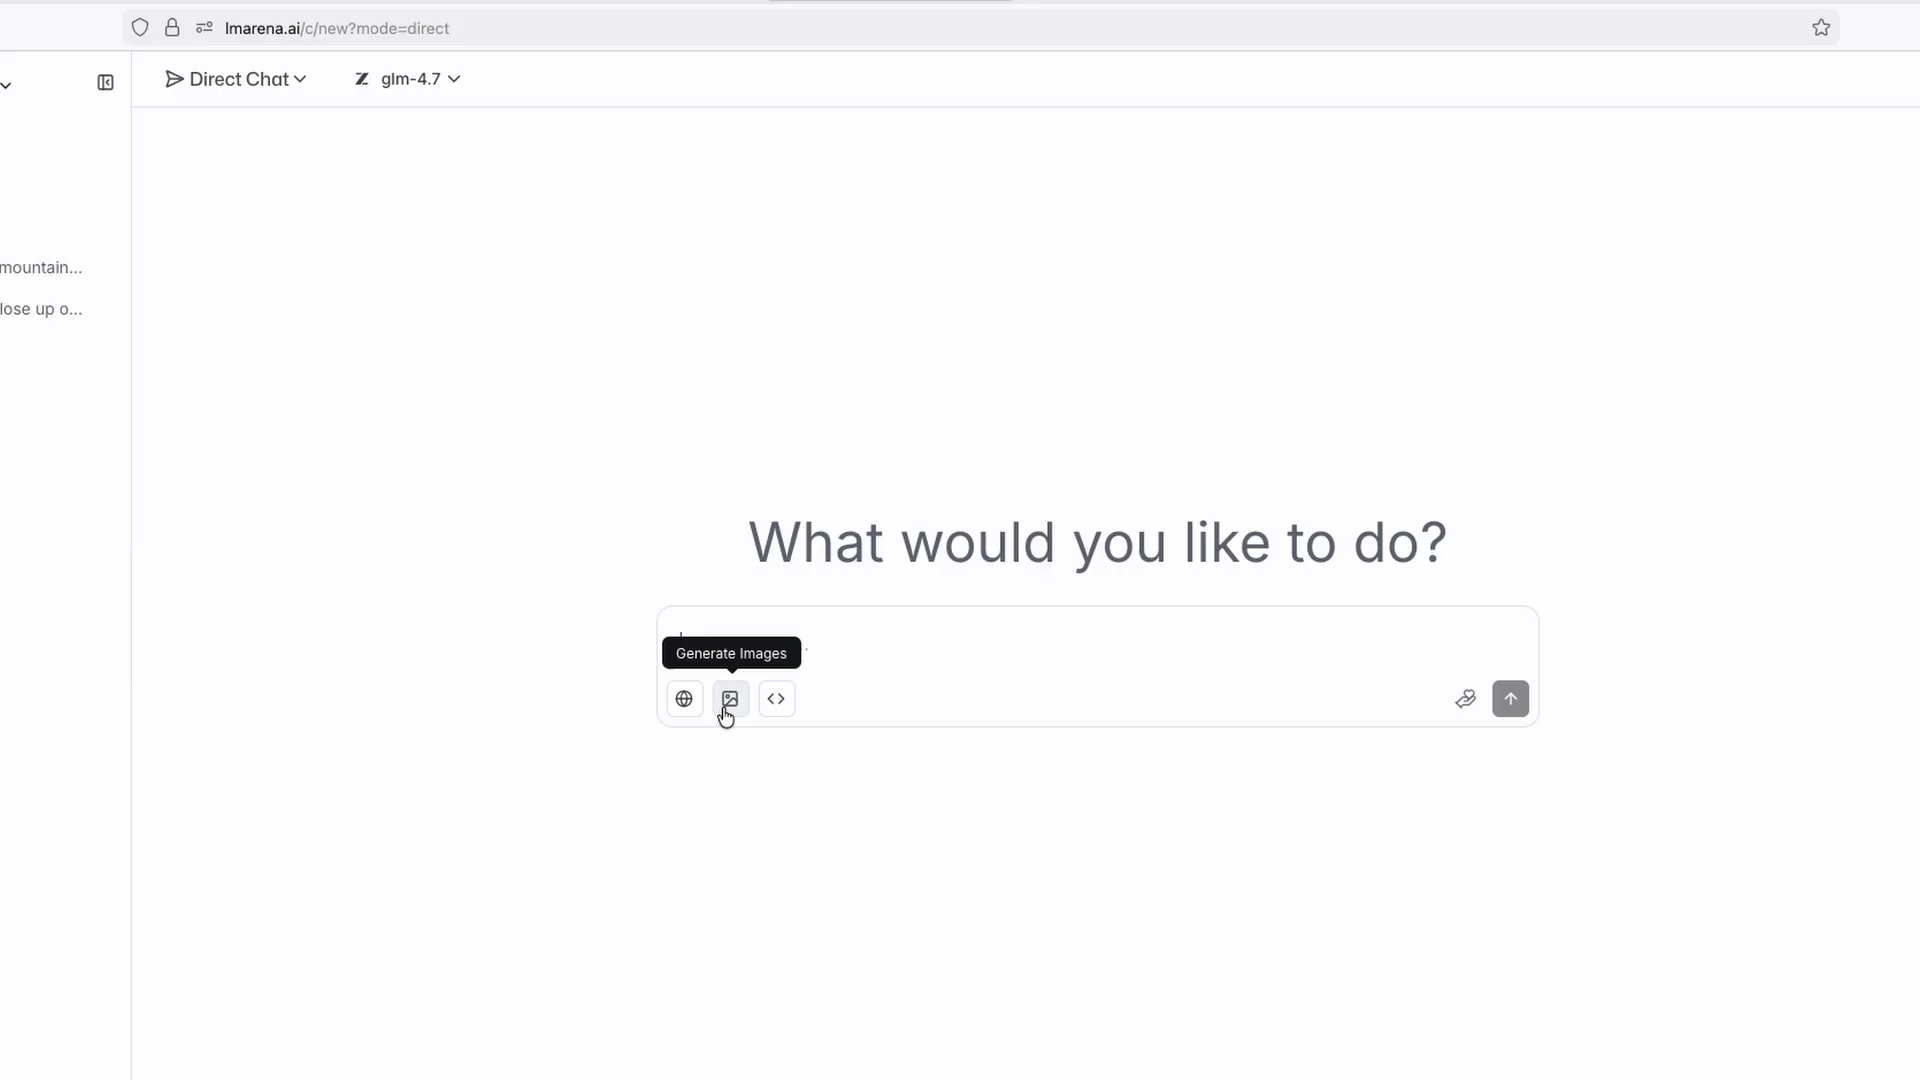 lmarena.ai/c/new?mode=direct
Direct Chat
glm-4.7
mountain...
lose up o...
What would you like to do?
Generate Images